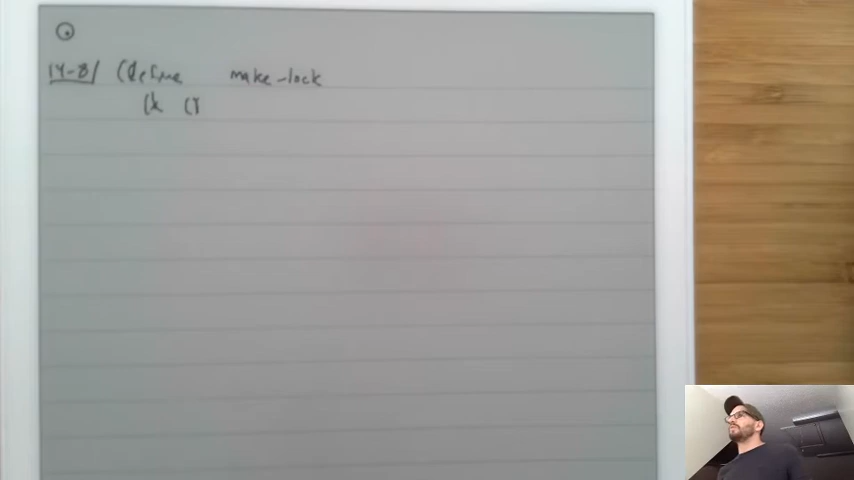 14-8/ (define make-lock
(λ ()